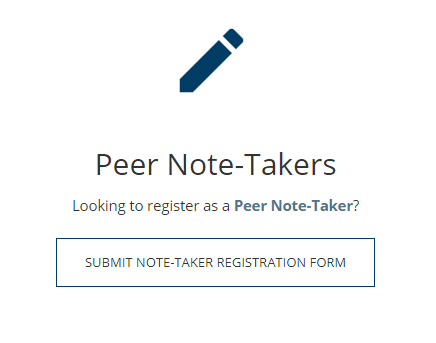 Peer Note-Takers
Looking to register as a Peer Note-Taker?
SUBMIT NOTE-TAKER REGISTRATION FORM